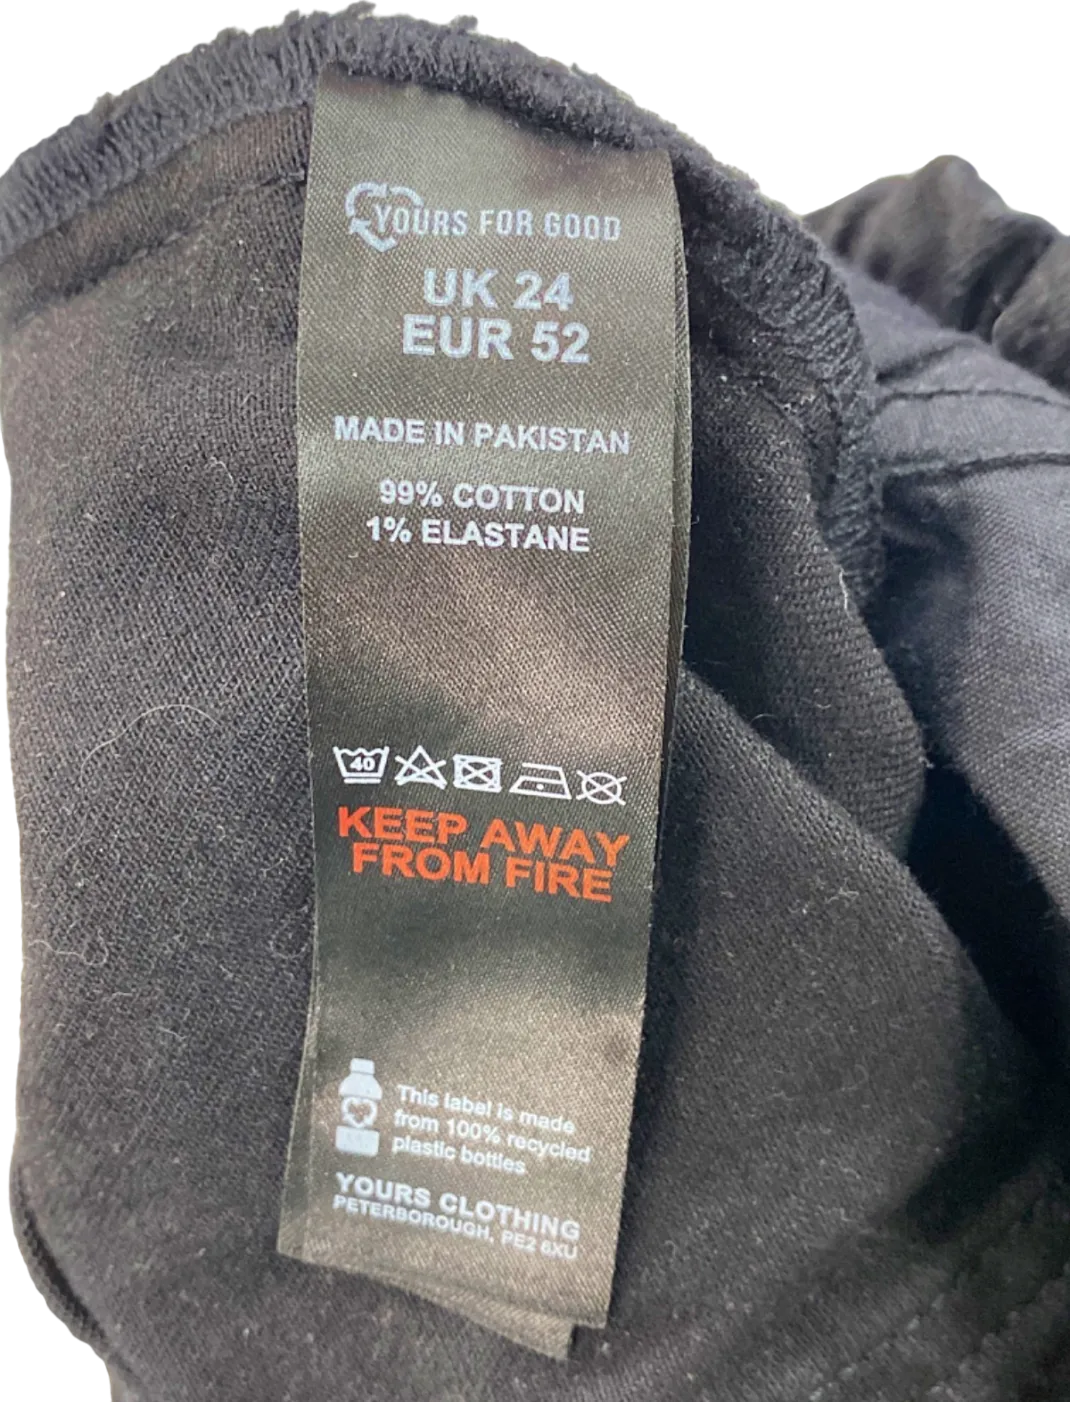 YOURS FOR GOOD
UK 24
EUR 52
MADE IN PAKISTAN
99% COTTON
1% ELASTANE
40
KEEP AWAY
FROM FIRE
This label is made
from 100% recycled
plastic bottles
YOURS CLOTHING
PETERBOROUGH, PE2 6XU